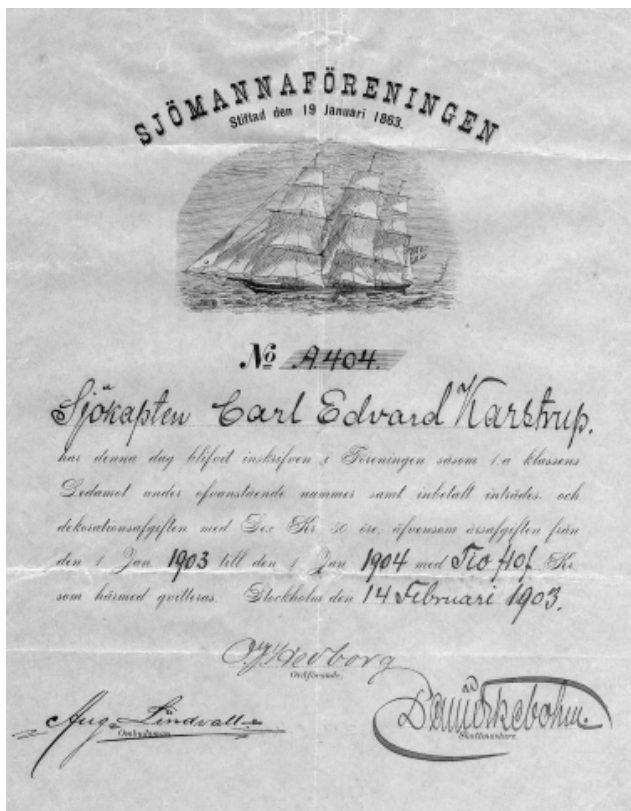 SJÖMANNAFÖRENINGEN
Stiftad den 19 Januari 1863.
No A.404.
Sjökapten Carl Edvard Karstrup.
har denna dag blifvit inskrifven i Föreningen såsom 1:a klassens
Ledamot under ofvanstående nummer samt inbetalt inträdes- och
dekorationsafgiften med Sex Kr. 50 öre, äfvensom årsafgiften från
den 1 Jan 1903 till den 1 Jan 1904 med Tio /10/ Kr
som härmed qvitteras. Stockholm den 14 Februari 1903.
Hedborg
Ordförande.
Aug. Lindvall
Ombudsman.
Skattmästare.